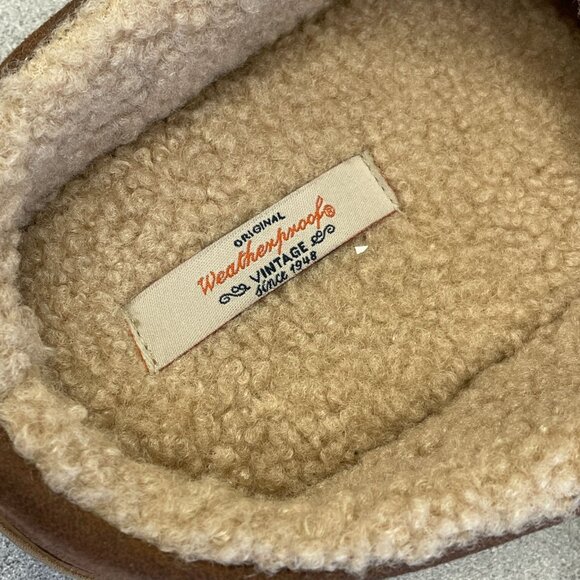 ORIGINAL
Weatherproof®
VINTAGE
since 1948